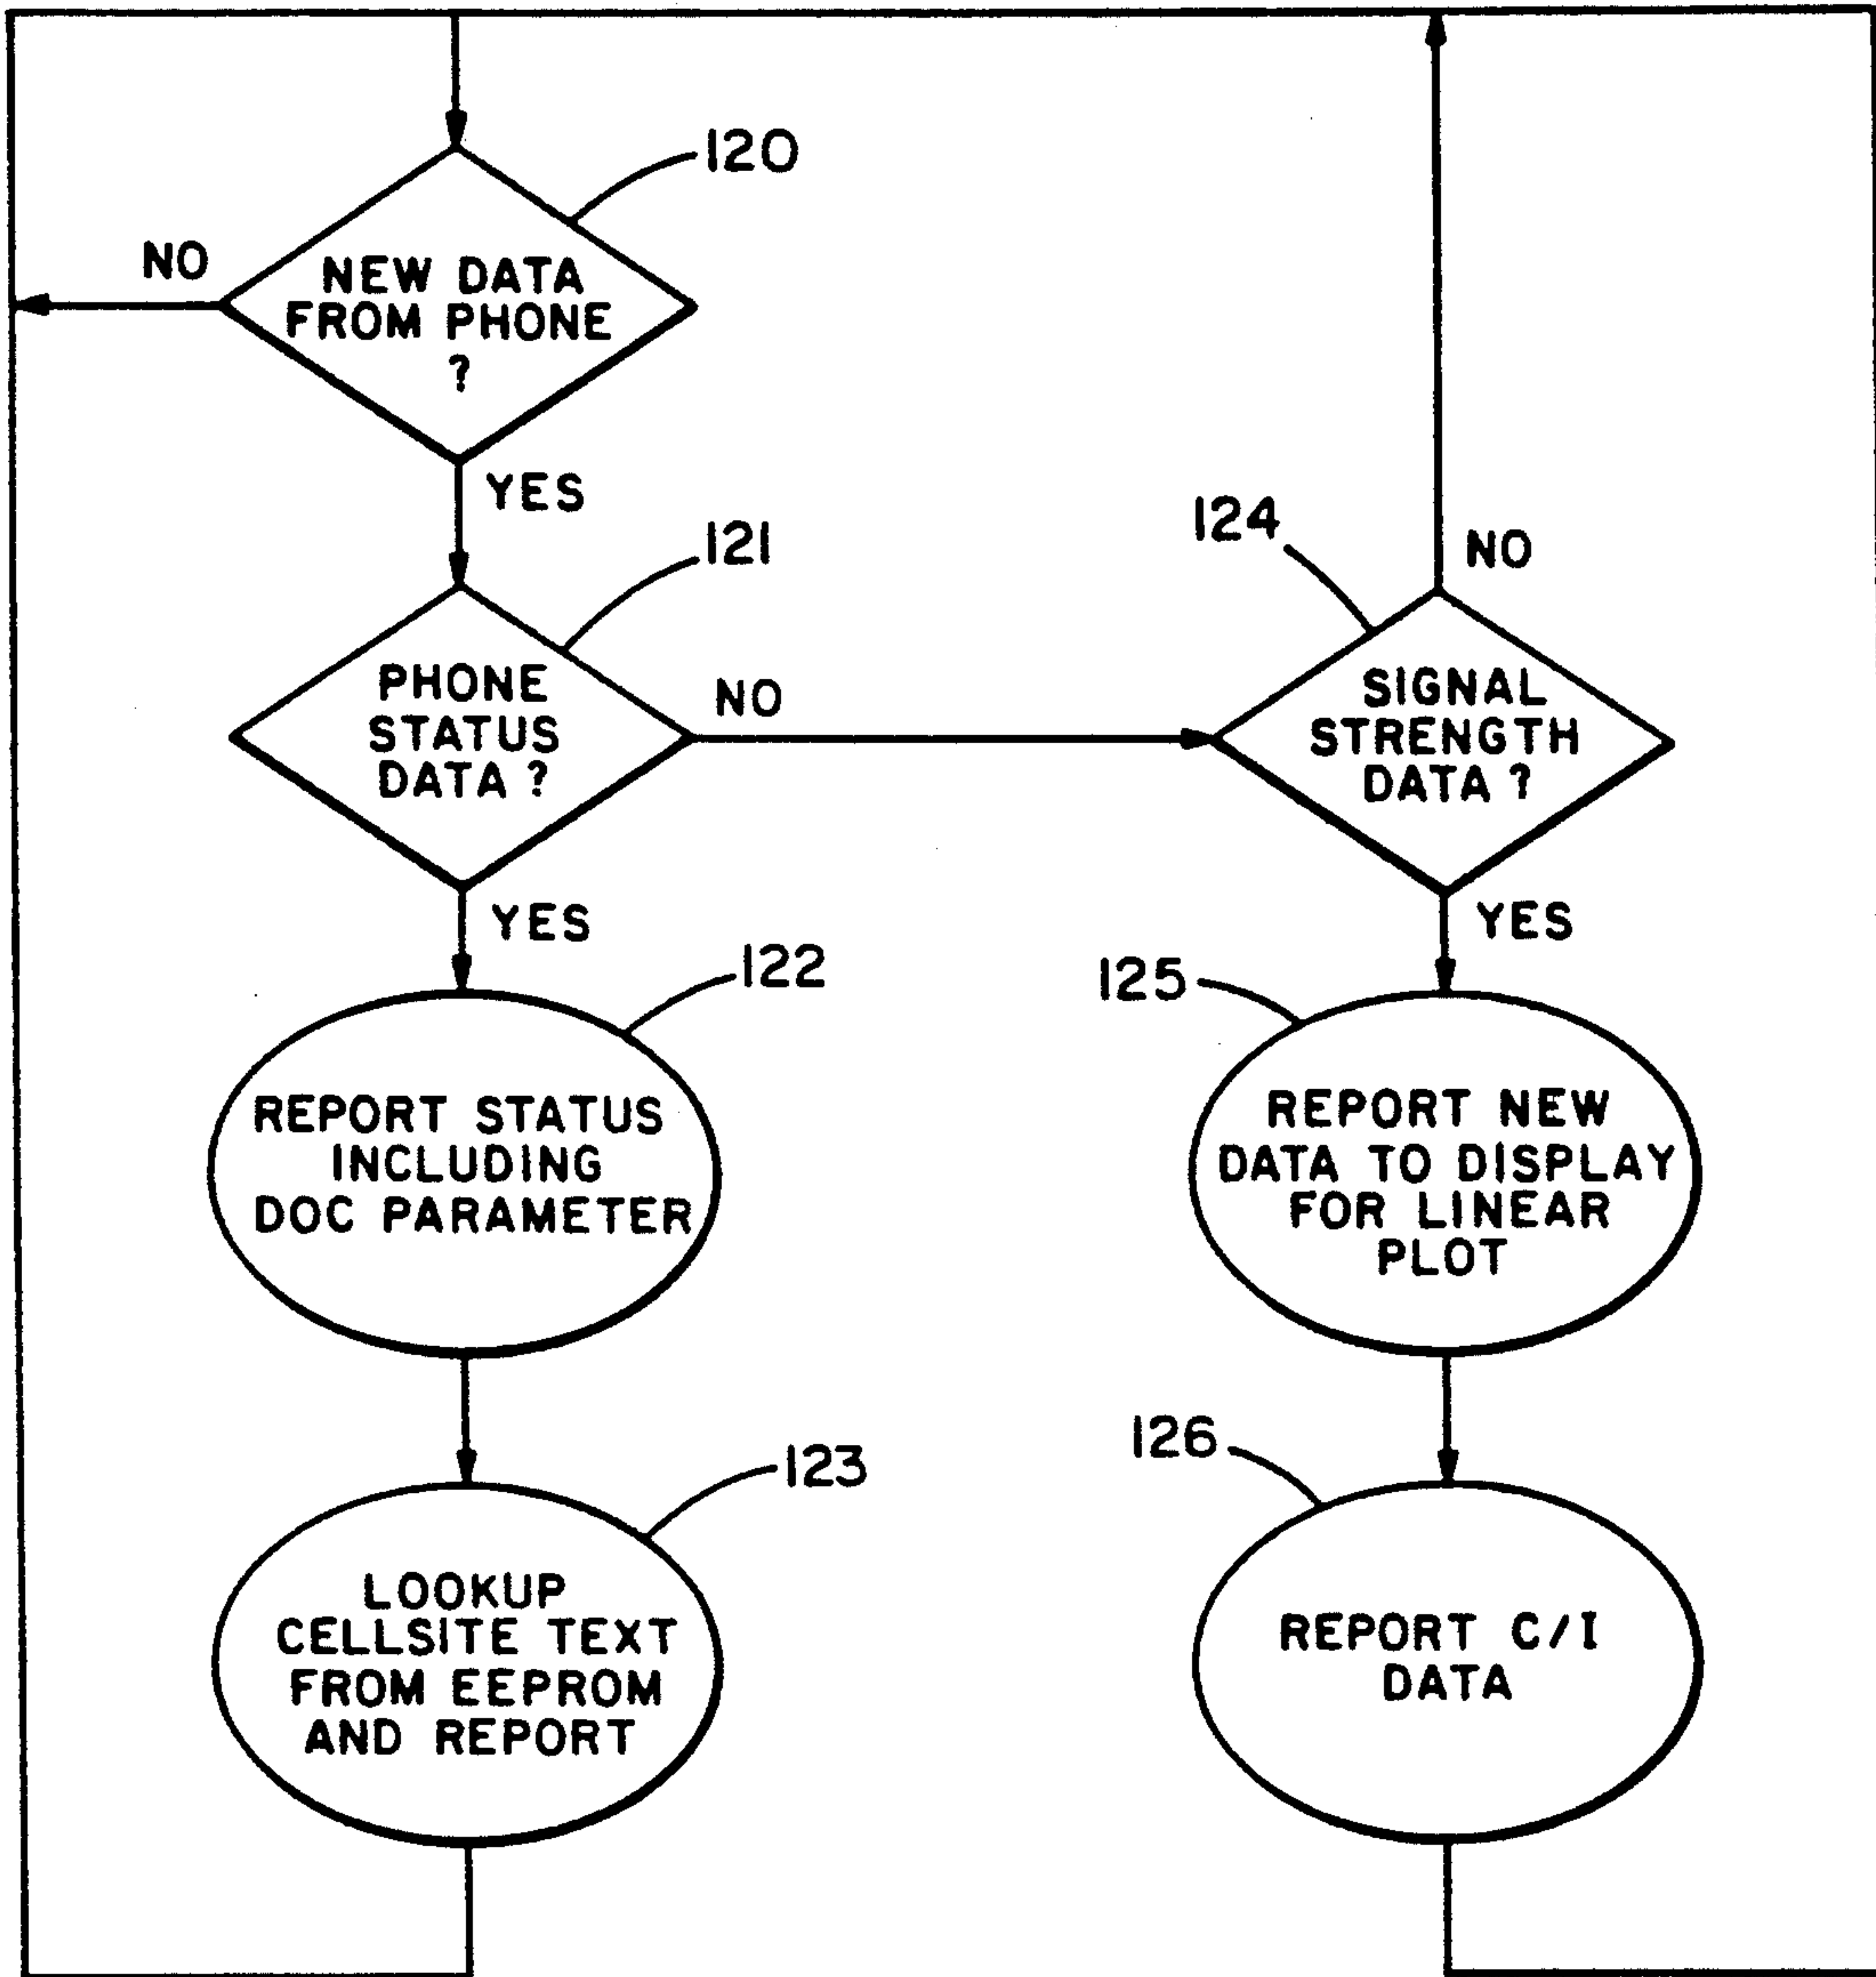 120
NO
NEW DATA
FROM PHONE
?
YES
121
PHONE
STATUS
DATA ?
NO
124
NO
SIGNAL
STRENGTH
DATA ?
YES
122
REPORT STATUS
INCLUDING
DOC PARAMETER
YES
125
REPORT NEW
DATA TO DISPLAY
FOR LINEAR
PLOT
123
LOOKUP
CELLSITE TEXT
FROM EEPROM
AND REPORT
126
REPORT C/I
DATA